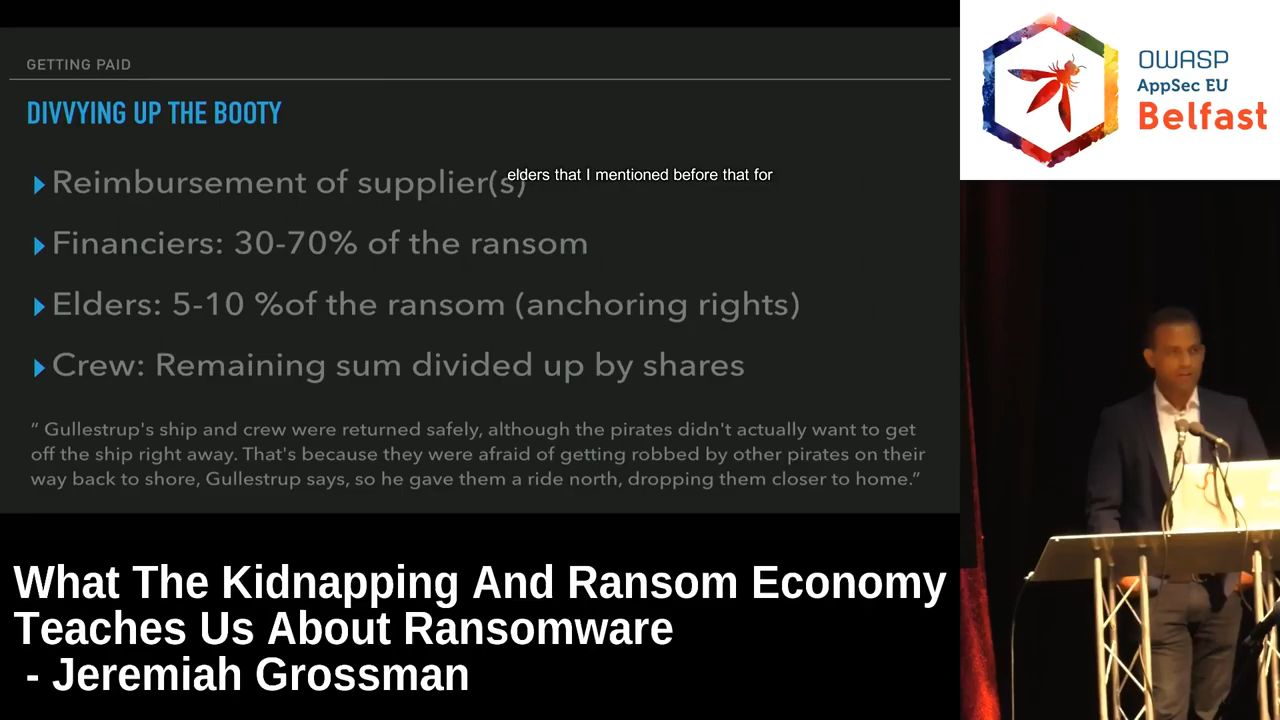 GETTING PAID
DIVVYING UP THE BOOTY
Reimbursement of supplier(s)
elders that I mentioned before that for
Financiers: 30-70% of the ransom
Elders: 5-10 %of the ransom (anchoring rights)
Crew: Remaining sum divided up by shares
“ Gullestrup's ship and crew were returned safely, although the pirates didn't actually want to get
off the ship right away. That's because they were afraid of getting robbed by other pirates on their
way back to shore, Gullestrup says, so he gave them a ride north, dropping them closer to home.”
OWASP
AppSec EU
Belfast
What The Kidnapping And Ransom Economy
Teaches Us About Ransomware
- Jeremiah Grossman